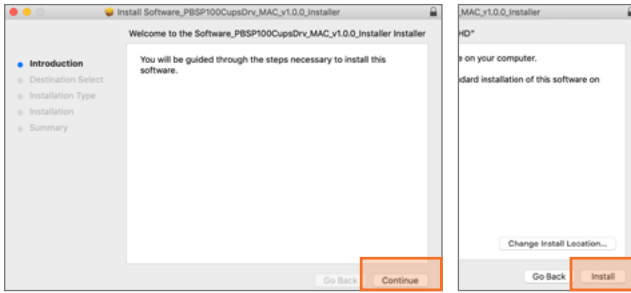 Install Software_PBSP100CupsDrv_MAC_v1.0.0_Installer
Welcome to the Software_PBSP100CupsDrv_MAC_v1.0.0_Installer Installer
Introduction
Destination Select
Installation Type
Installation
Summary
You will be guided through the steps necessary to install this
software.
Go Back
Continue
_MAC_v1.0.0_Installer
HD"
e on your computer.
dard installation of this software on
Change Install Location...
Go Back
Install